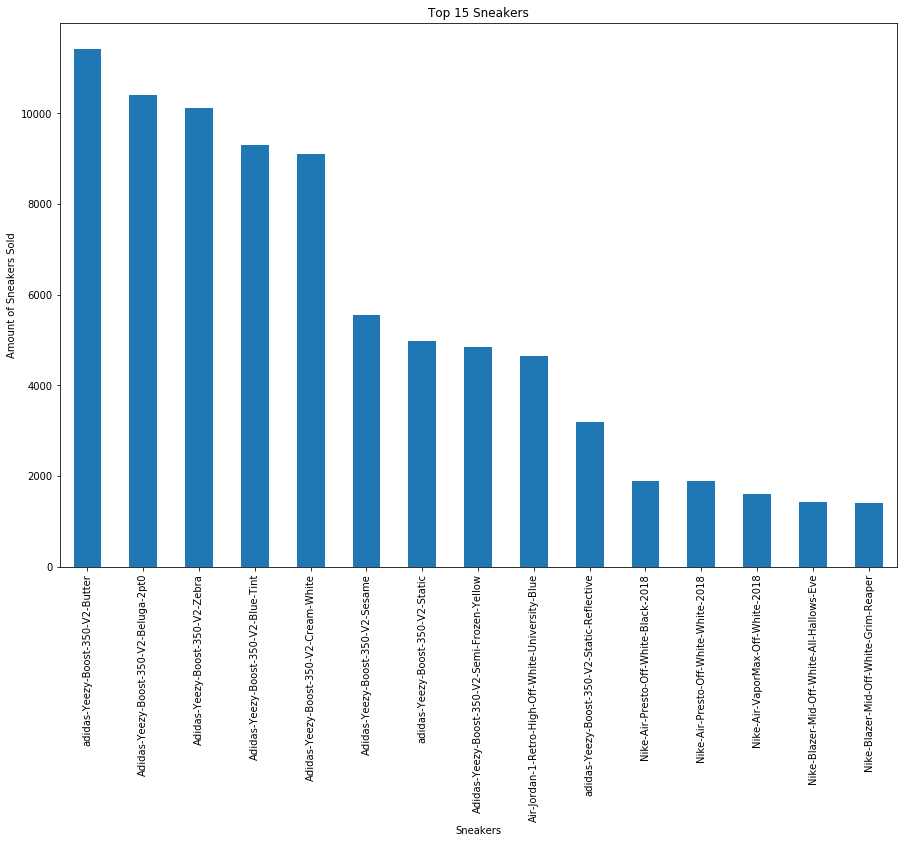 Top 15 Sneakers
Amount of Sneakers Sold
10000
8000
6000
4000
2000
0
adidas-Yeezy-Boost-350-V2-Butter
Adidas-Yeezy-Boost-350-V2-Beluga-2pt0
Adidas-Yeezy-Boost-350-V2-Zebra
Adidas-Yeezy-Boost-350-V2-Blue-Tint
Adidas-Yeezy-Boost-350-V2-Cream-White
Adidas-Yeezy-Boost-350-V2-Sesame
adidas-Yeezy-Boost-350-V2-Static
Adidas-Yeezy-Boost-350-V2-Semi-Frozen-Yellow
Air-Jordan-1-Retro-High-Off-White-University-Blue
adidas-Yeezy-Boost-350-V2-Static-Reflective
Nike-Air-Presto-Off-White-Black-2018
Nike-Air-Presto-Off-White-White-2018
Nike-Air-VaporMax-Off-White-2018
Nike-Blazer-Mid-Off-White-All-Hallows-Eve
Nike-Blazer-Mid-Off-White-Grim-Reaper
Sneakers